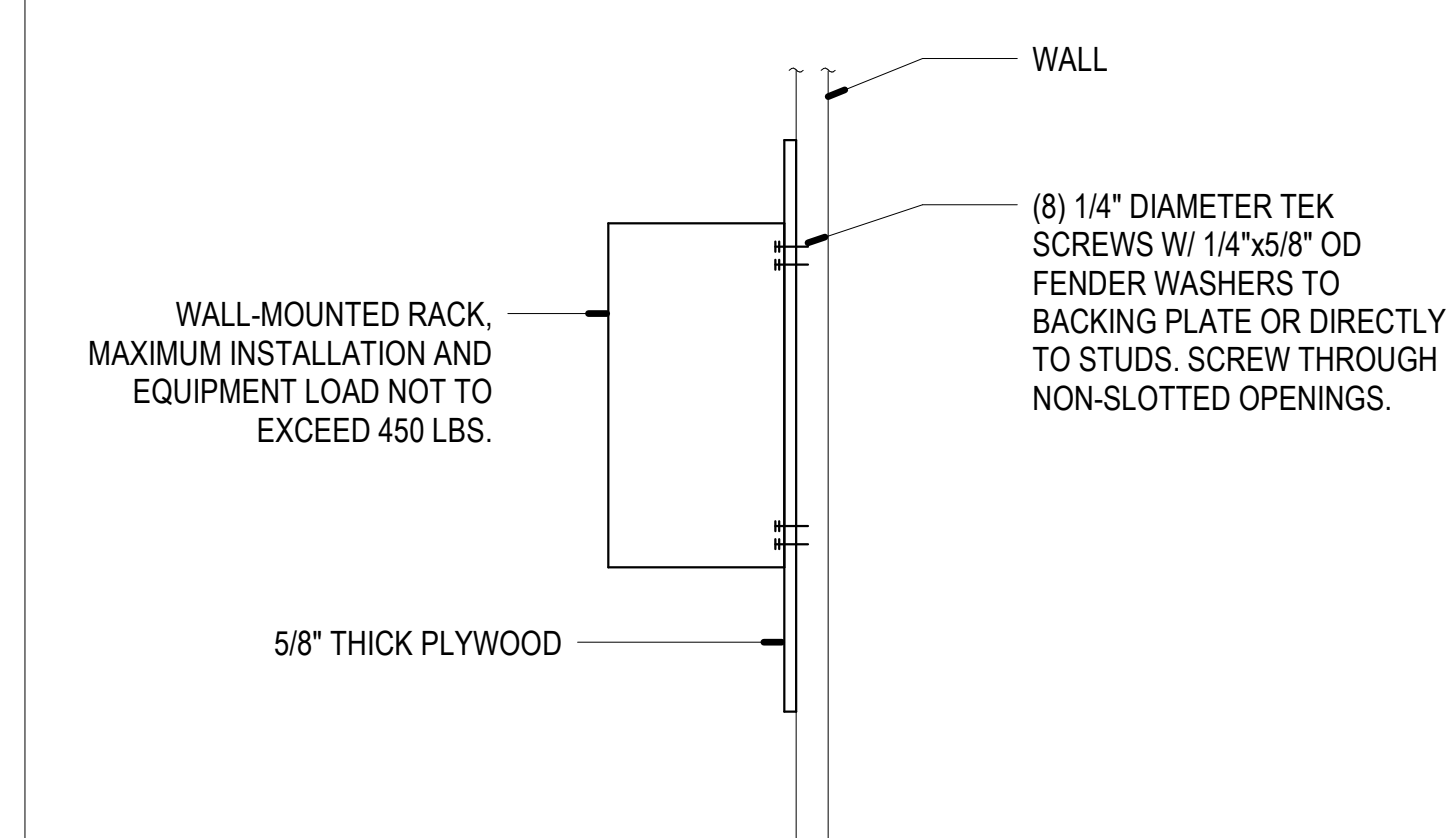 WALL
(8) 1/4" DIAMETER TEK
SCREWS W/ 1/4"x5/8" OD
FENDER WASHERS TO
BACKING PLATE OR DIRECTLY
TO STUDS. SCREW THROUGH
NON-SLOTTED OPENINGS.
WALL-MOUNTED RACK,
MAXIMUM INSTALLATION AND
EQUIPMENT LOAD NOT TO
EXCEED 450 LBS.
5/8" THICK PLYWOOD